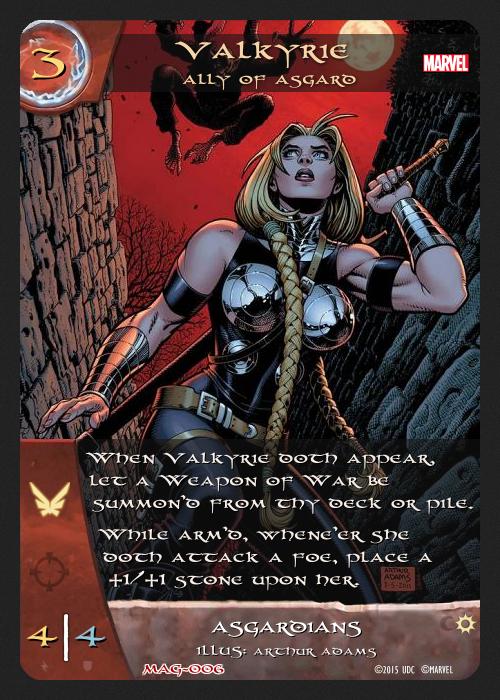 3
VALKYRIE
ALLY OF ASGARD
MARVEL
WHEN VALKYRIE DOTH APPEAR,
LET A WEAPON OF WAR BE
SUMMON'D FROM THY DECK OR PILE.
WHILE ARM'D, WHENE'ER SHE
DOTH ATTACK A FOE, PLACE A
+1/+1 STONE UPON HER.
ARTHUR
ADAMS
4|4
ASGARDIANS
ILLUS: ARTHUR ADAMS
MAG-006
©2015 UDC ©MARVEL